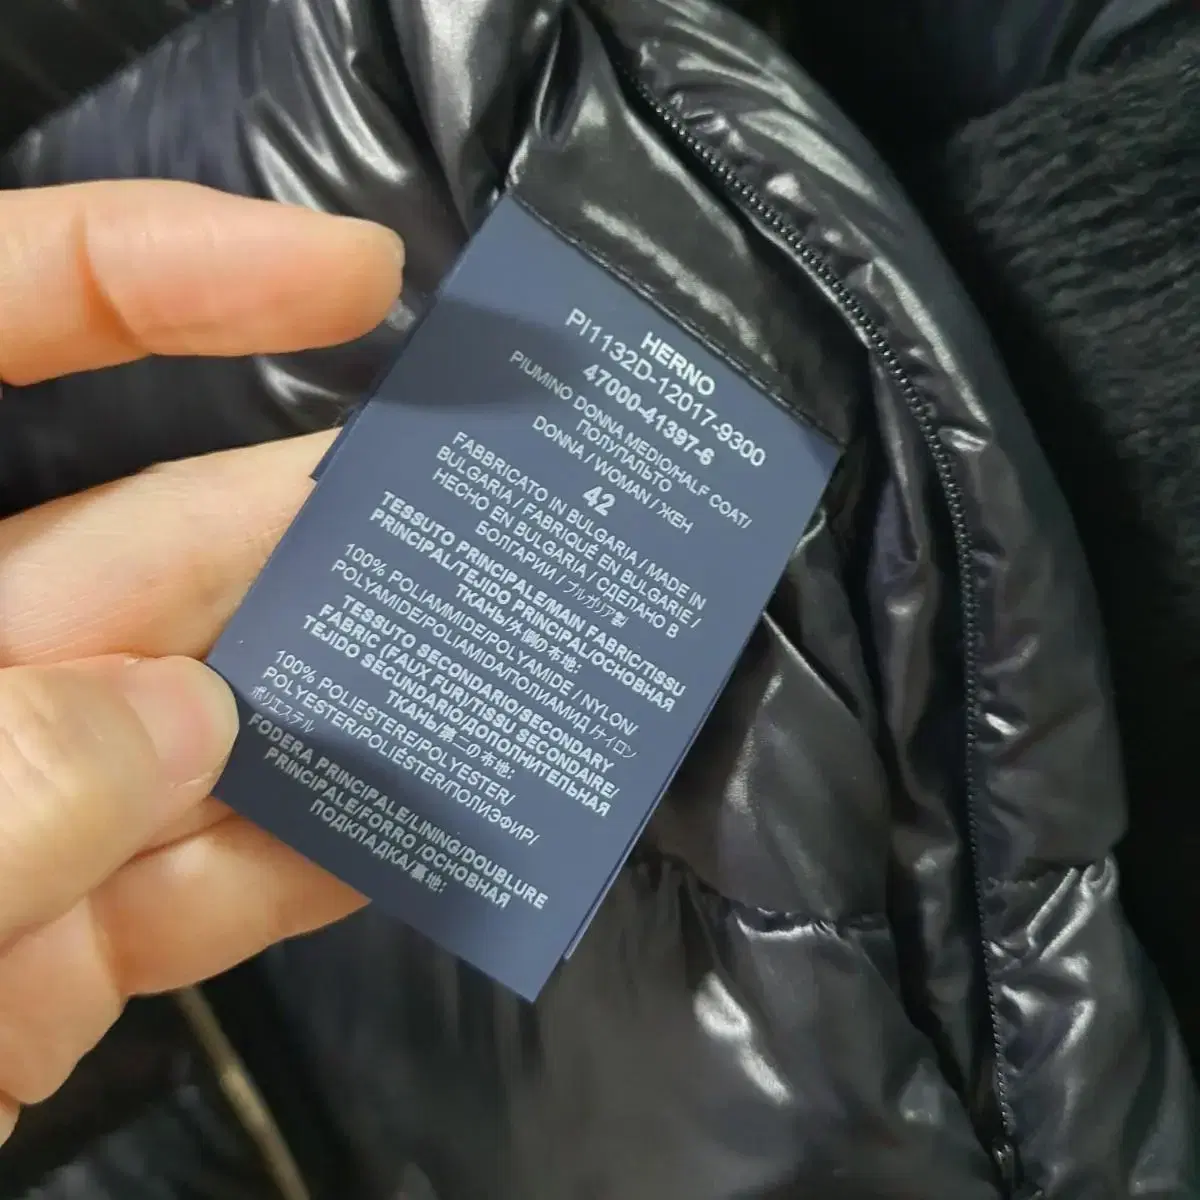 HERNO
PI1132D-12017-9300
47000-41397-6
PIUMINO DONNA MEDIO/HALF COAT/
ПОЛУПАЛЬТО
DONNA / WOMAN / ЖЕН
42
FABBRICATO IN BULGARIA / MADE IN
BULGARIA / FABRIQUÉ EN BULGARIE /
HECHO EN BULGARIA / СДЕЛАНО В
БОЛГАРИИ / ブルガリア製/
TESSUTO PRINCIPALE/MAIN FABRIC/TISSU
PRINCIPAL/TEJIDO PRINCIPAL/ОСНОВНАЯ
ТКАНЬ/外側の布地:
100% POLIAMMIDE/POLYAMIDE / NYLON/
POLYAMIDE/POLIAMIDA/ПОЛИАМИД /ナイロン
TESSUTO SECONDARIO/SECONDARY
FABRIC (FAUX FUR)/TISSU SECONDAIRE/
TEJIDO SECUNDARIO/ДОПОЛНИТЕЛЬНАЯ
ТКАНЬ/第二の布地:
100% POLIESTERE/POLYESTER/
POLYESTER/POLIÉSTER/ПОЛИЭФИР/
ポリエステル
FODERA PRINCIPALE/LINING/DOUBLURE
PRINCIPALE/FORRO /ОСНОВНАЯ
ПОДКЛАДКА/裏地: